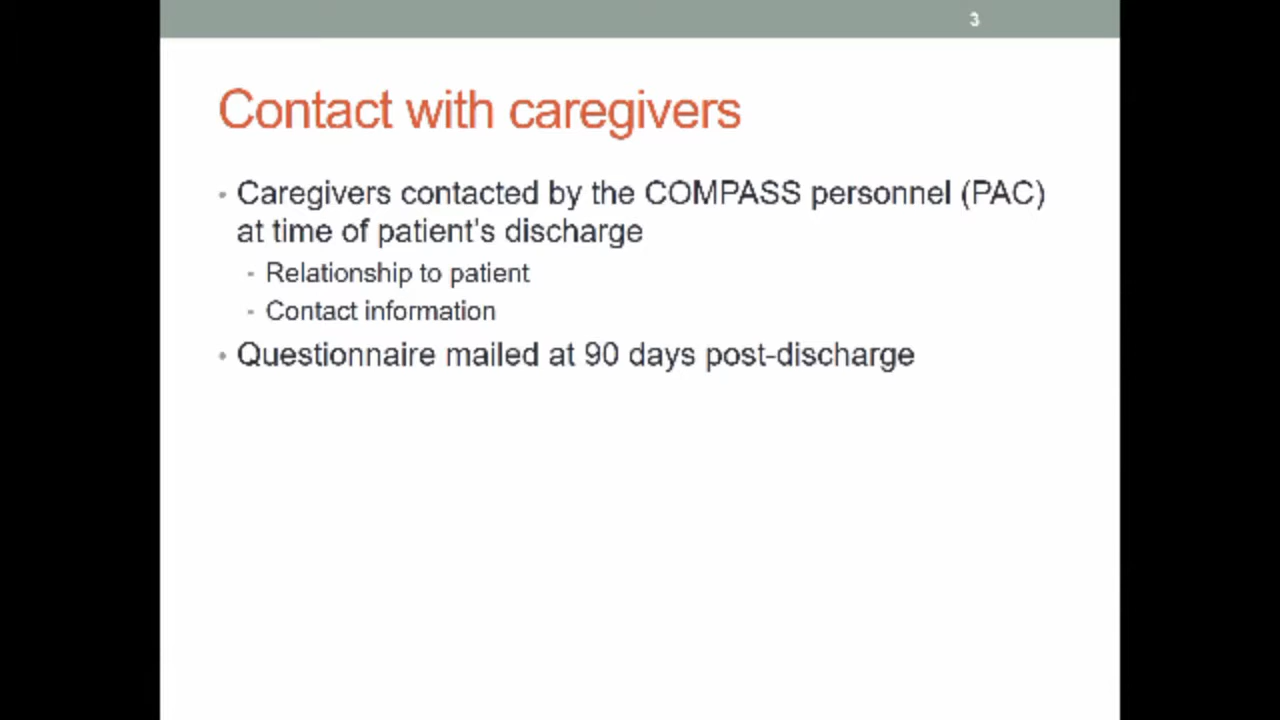 3
Contact with caregivers
• Caregivers contacted by the COMPASS personnel (PAC)
at time of patient's discharge
- Relationship to patient
- Contact information
• Questionnaire mailed at 90 days post-discharge